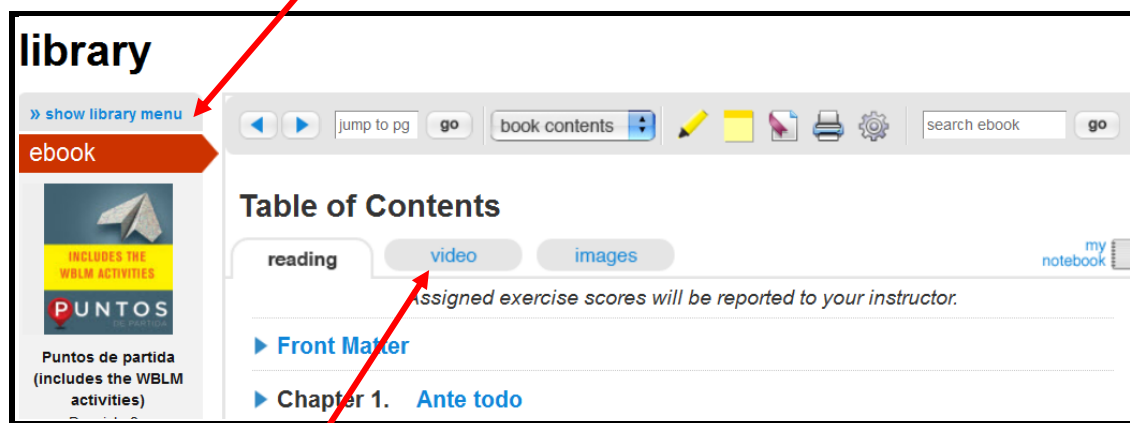 library
» show library menu
jump to pg
go
book contents
search ebook
go
ebook
INCLUDES THE
WBLM ACTIVITIES
PUNTOS
DE PARTIDA
Puntos de partida
(includes the WBLM
activities)
Table of Contents
reading
video
images
my
notebook
Assigned exercise scores will be reported to your instructor.
Front Matter
Chapter 1. Ante todo